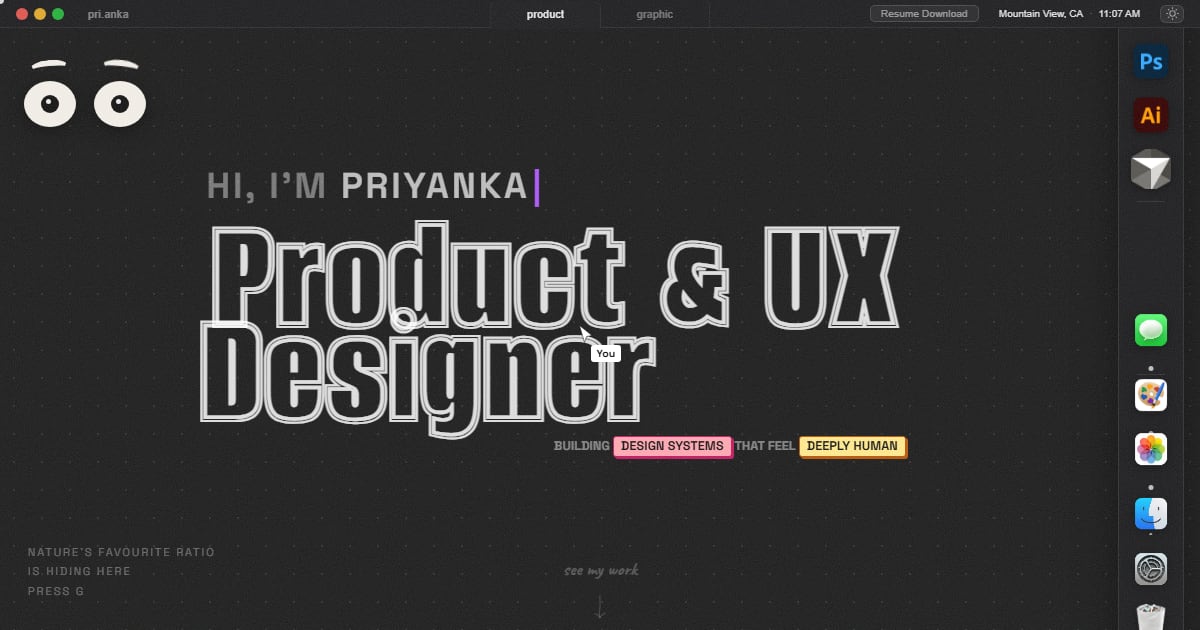 pri.anka
product
graphic
Resume Download
Mountain View, CA · 11:07 AM
Ps
Ai
HI, I'M PRIYANKA
Product & UX
Designer
You
BUILDING DESIGN SYSTEMS THAT FEEL DEEPLY HUMAN
NATURE'S FAVOURITE RATIO
IS HIDING HERE
PRESS G
see my work